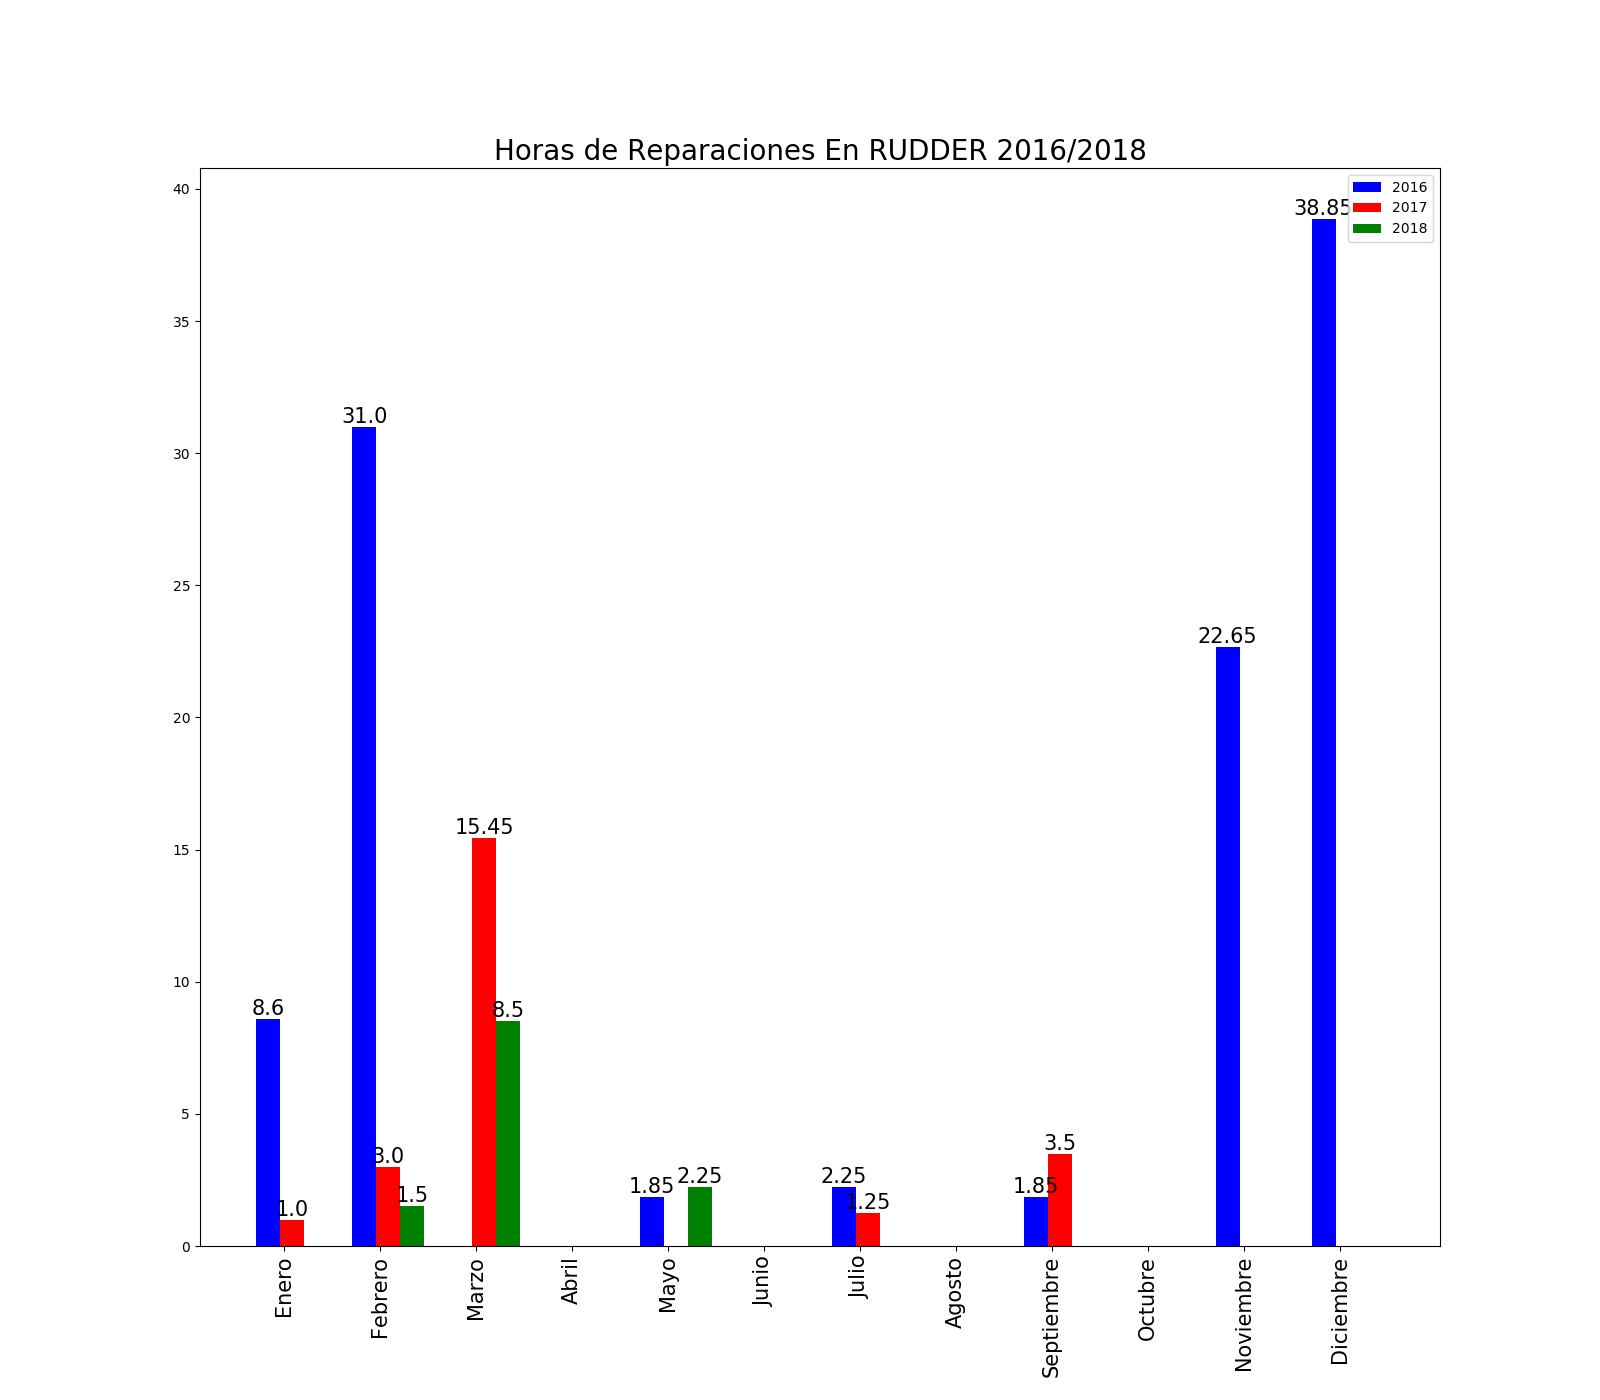 Horas de Reparaciones En RUDDER 2016/2018
2016
2017
2018
40
35
30
25
20
15
10
5
0
38.85
31.0
22.65
15.45
8.6
8.5
3.0
3.5
1.0
1.5
1.85
2.25
2.25
1.25
1.85
Enero
Febrero
Marzo
Abril
Mayo
Junio
Julio
Agosto
Septiembre
Octubre
Noviembre
Diciembre